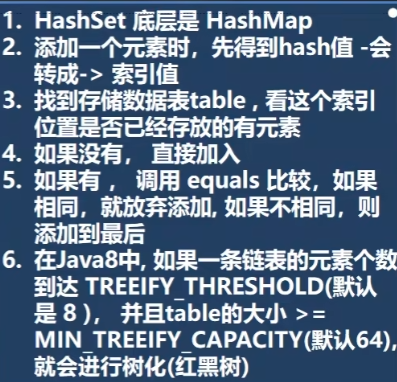 1. HashSet 底层是 HashMap
2. 添加一个元素时，先得到hash值 -会
转成-> 索引值
3. 找到存储数据表table , 看这个索引
位置是否已经存放的有元素
4. 如果没有， 直接加入
5. 如果有 ， 调用 equals 比较，如果
相同，就放弃添加, 如果不相同，则
添加到最后
6. 在Java8中, 如果一条链表的元素个数
到达 TREEIFY_THRESHOLD(默认
是 8 )， 并且table的大小 >=
MIN_TREEIFY_CAPACITY(默认64),
就会进行树化(红黑树)